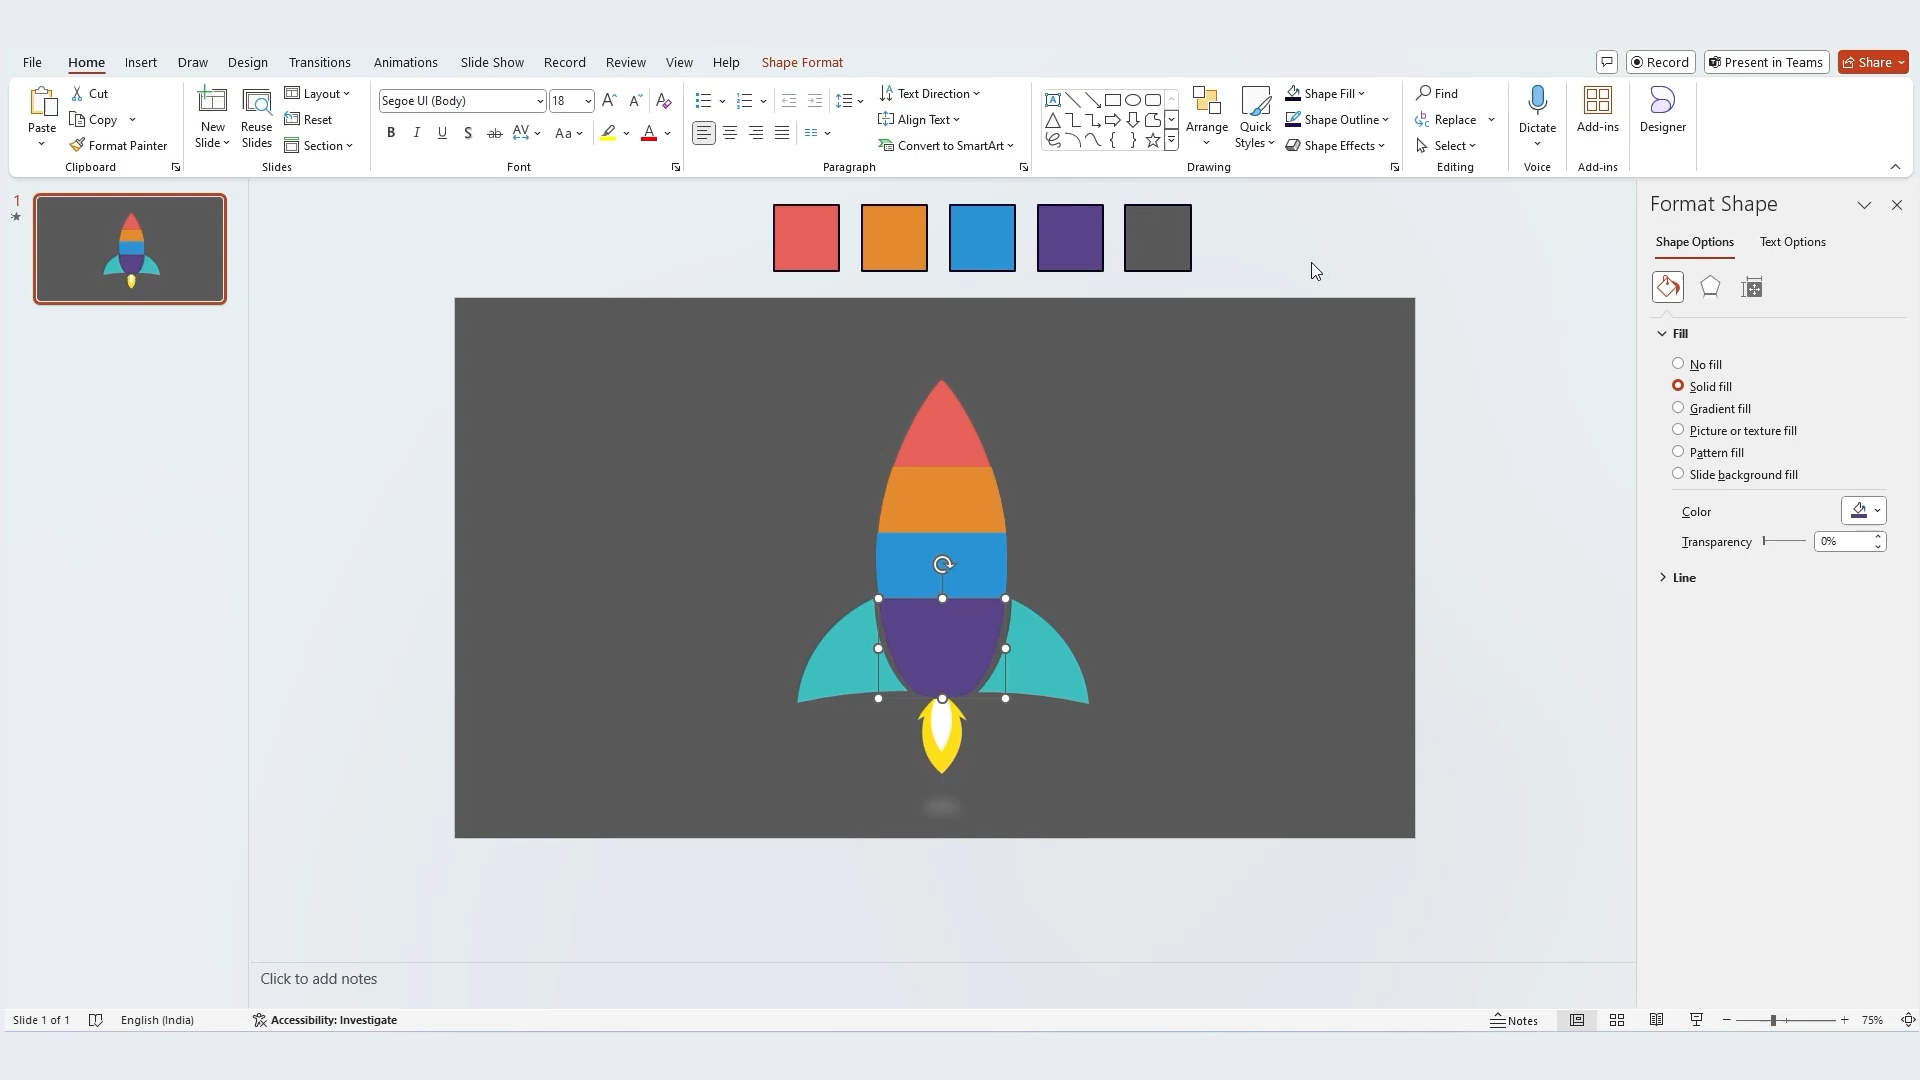 File Home Insert Draw Design Transitions Animations Slide Show Record Review View Help Shape Format Record Present in Teams Share
Paste Cut Copy Format Painter Clipboard
New Slide Reuse Slides Layout Reset Section Slides
Segoe UI (Body) 18 B I U S ab AV Aa A Font
Text Direction Align Text Convert to SmartArt Paragraph
Arrange Quick Styles Shape Fill Shape Outline Shape Effects Drawing
Find Replace Select Editing
Dictate Voice
Add-ins Add-ins
Designer
1
Format Shape
Shape Options Text Options
Fill
No fill
Solid fill
Gradient fill
Picture or texture fill
Pattern fill
Slide background fill
Color
Transparency 0%
Line
Click to add notes
Slide 1 of 1 English (India) Accessibility: Investigate Notes 75%